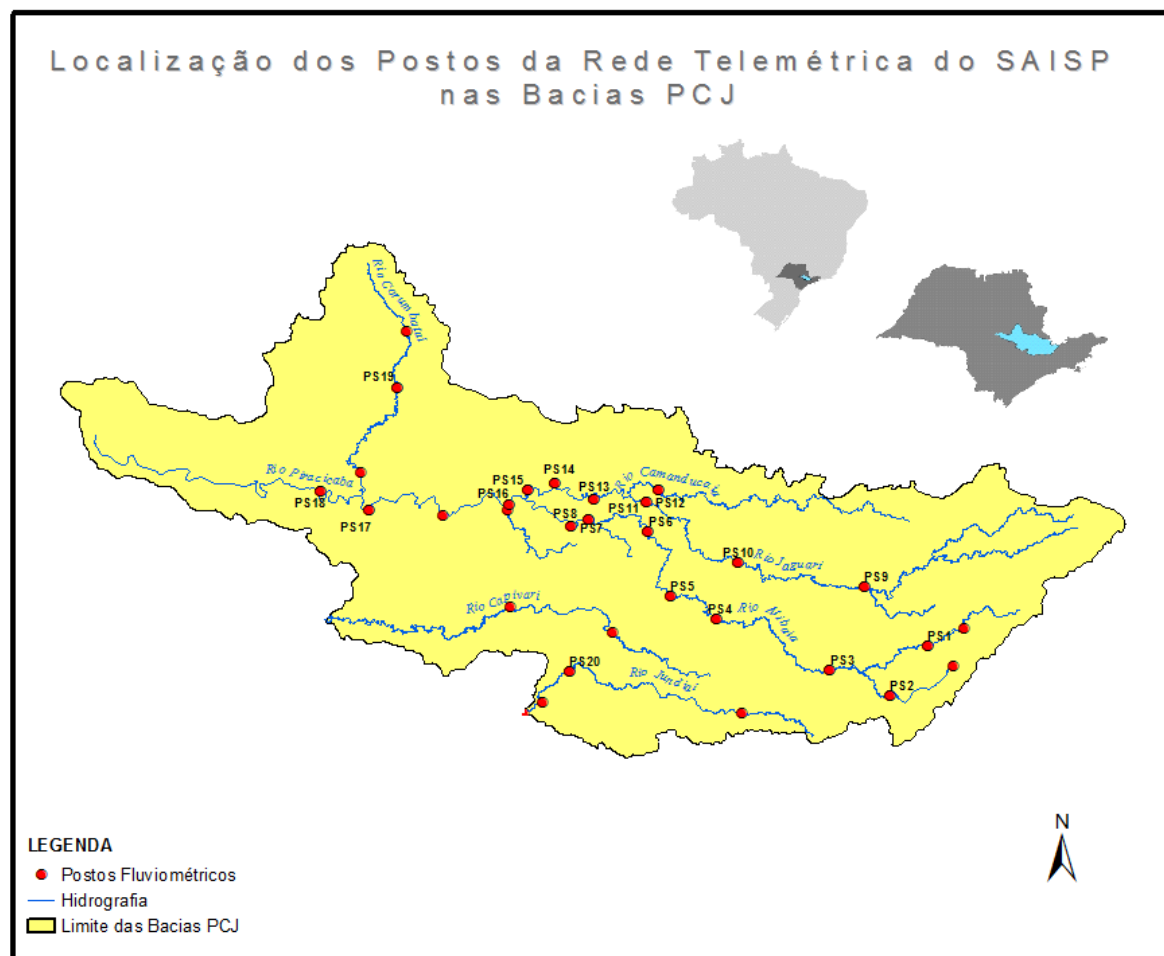 Localização dos Postos da Rede Telemétrica do SAISP
nas Bacias PCJ
Rio Corumbataí
PS19
Rio Piracicaba
PS18
PS17
PS15
PS16
PS14
PS13
Rio Camanducaia
PS12
PS11
PS8
PS7
PS6
PS10
Rio Jaguari
PS9
PS5
PS4
Rio Atibaia
Rio Capivari
PS3
PS1
PS2
PS20
Rio Jundiaí
N
LEGENDA
Postos Fluviométricos
Hidrografia
Limite das Bacias PCJ